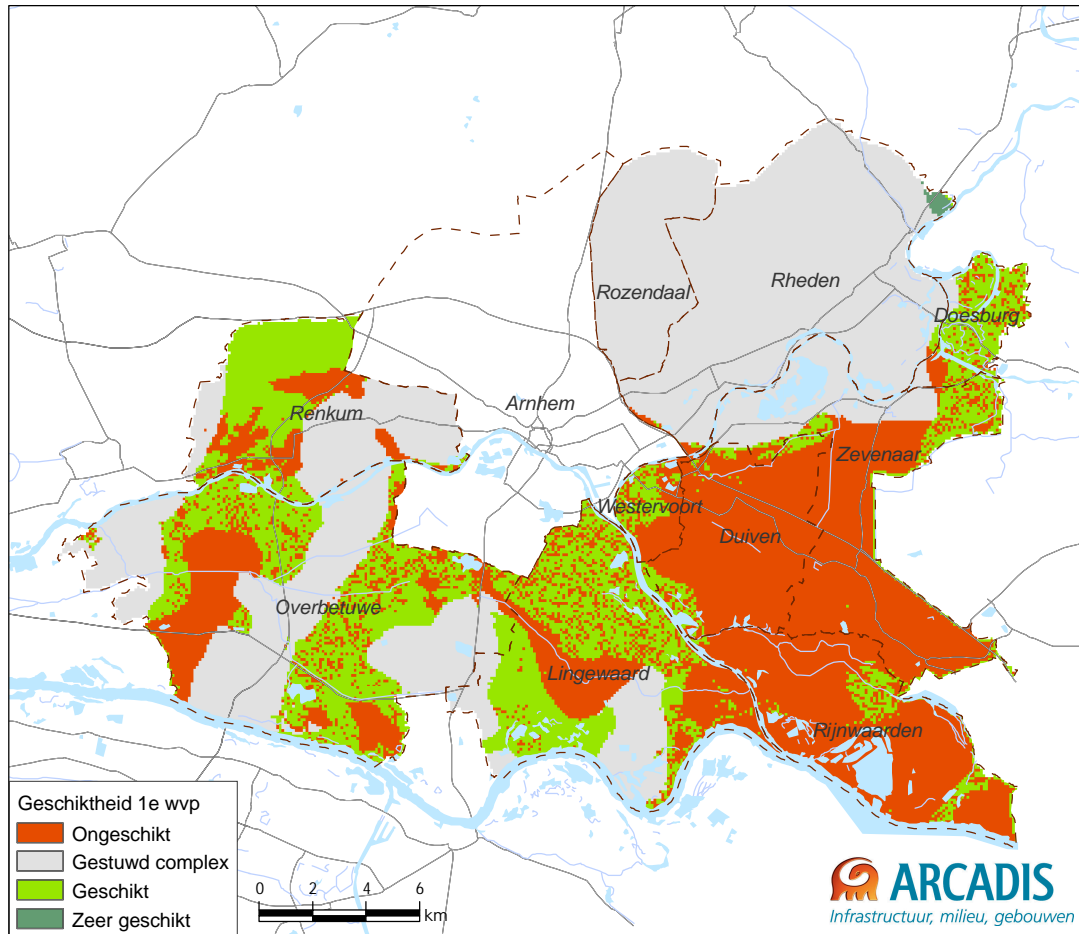 Rheden
Rozendaal
Doesburg
Arnhem
Renkum
Zevenaar
Westervoort
Duiven
Overbetuwe
Lingewaard
Rijnwaarden
Geschiktheid 1e wvp
Ongeschikt
Gestuwd complex
Geschikt
Zeer geschikt
0 2 4 6
km
ARCADIS
Infrastructuur, milieu, gebouwen